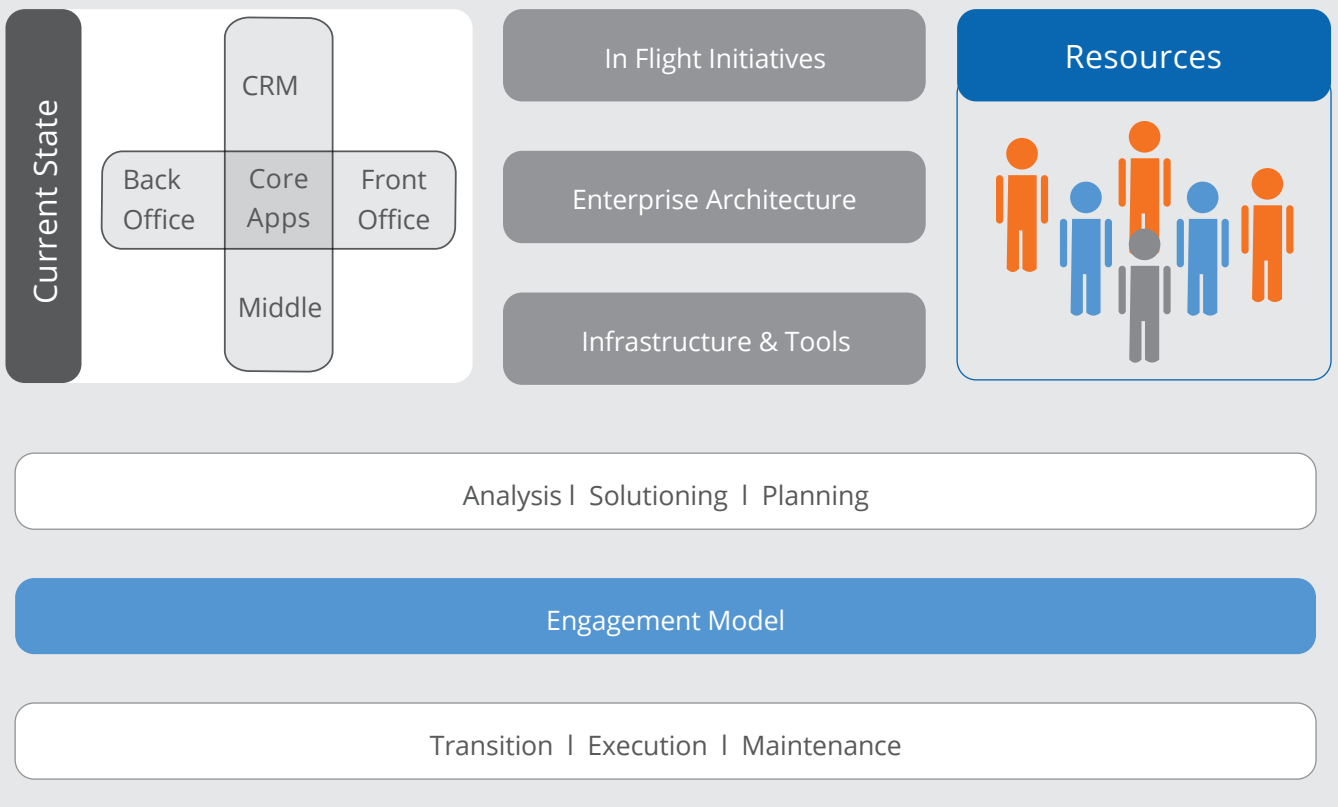 Current State
CRM
Back
Office
Core
Apps
Front
Office
Middle
In Flight Initiatives
Enterprise Architecture
Infrastructure & Tools
Resources
Analysis l Solutioning l Planning
Engagement Model
Transition l Execution l Maintenance